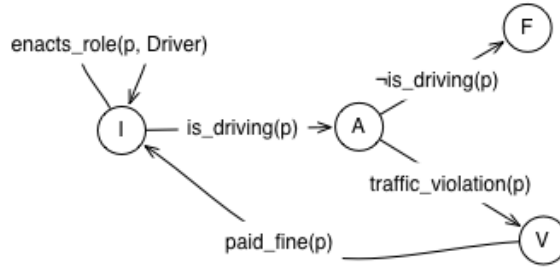 F
enacts_role(p, Driver)
¬is_driving(p)
I
is_driving(p)
A
traffic_violation(p)
paid_fine(p)
V